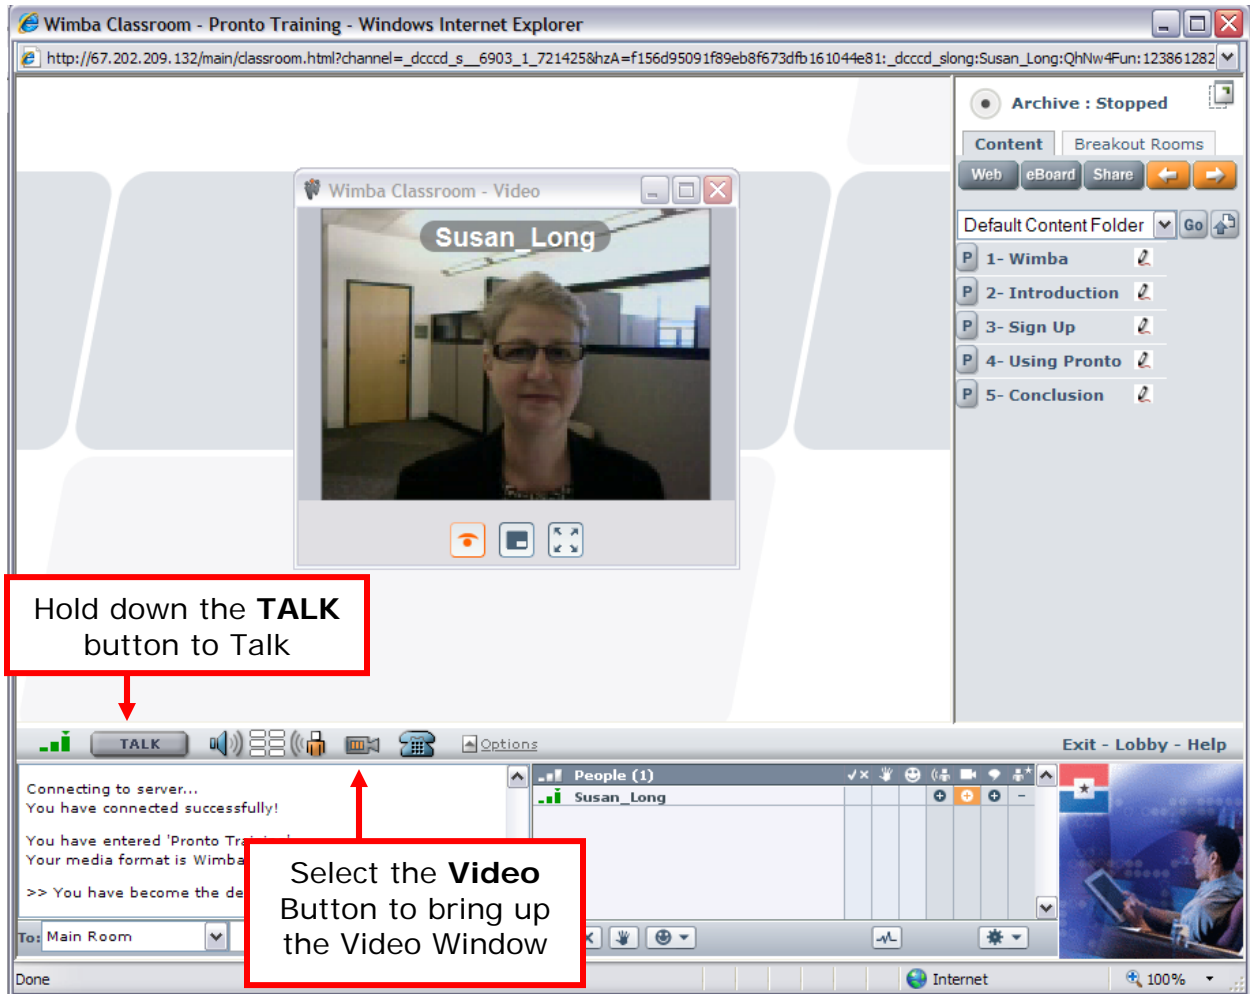 Wimba Classroom - Pronto Training - Windows Internet Explorer
http://67.202.209.132/main/classroom.html?channel=_dcccd_s__6903_1_721425&hzA=f156d95091f89eb8f673dfb161044e81:_dcccd_slong:Susan_Long:QhNw4Fun:123861282
Archive : Stopped
Content Breakout Rooms
Web eBoard Share
Default Content Folder Go
P 1- Wimba
P 2- Introduction
P 3- Sign Up
P 4- Using Pronto
P 5- Conclusion
Wimba Classroom - Video
Susan_Long
Hold down the TALK
button to Talk
TALK Options Exit - Lobby - Help
Connecting to server...
You have connected successfully!
You have entered 'Pronto
Your media format is Wimba
>> You have become the
People (1)
Susan_Long
Select the Video
Button to bring up
the Video Window
To: Main Room
Done Internet 100%